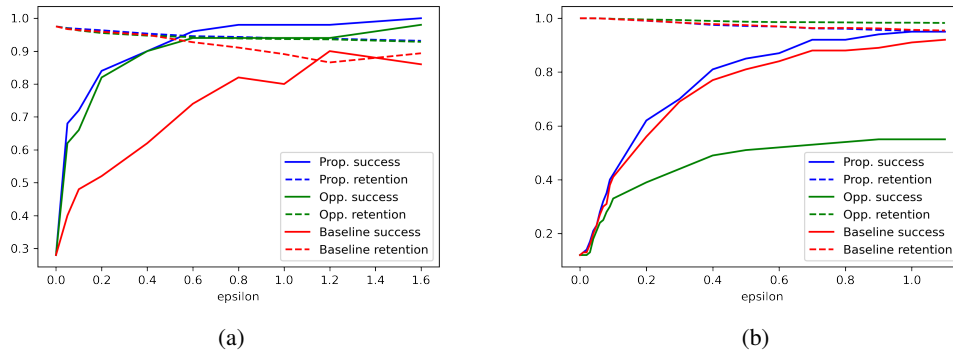 1.0
0.9
0.8
0.7
0.6
0.5
0.4
0.3
Prop. success
Prop. retention
Opp. success
Opp. retention
Baseline success
Baseline retention
0.0 0.2 0.4 0.6 0.8 1.0 1.2 1.4 1.6
epsilon
(a)
1.0
0.8
0.6
0.4
0.2
Prop. success
Prop. retention
Opp. success
Opp. retention
Baseline success
Baseline retention
0.0 0.2 0.4 0.6 0.8 1.0
epsilon
(b)